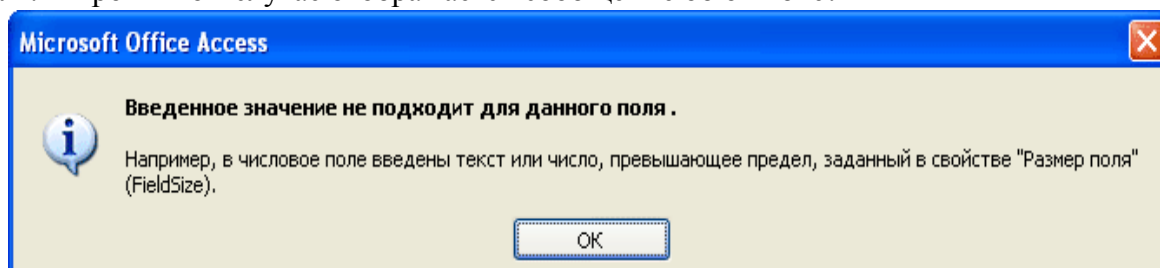 Microsoft Office Access
Введенное значение не подходит для данного поля .
Например, в числовое поле введены текст или число, превышающее предел, заданный в свойстве "Размер поля"
(FieldSize).
OK